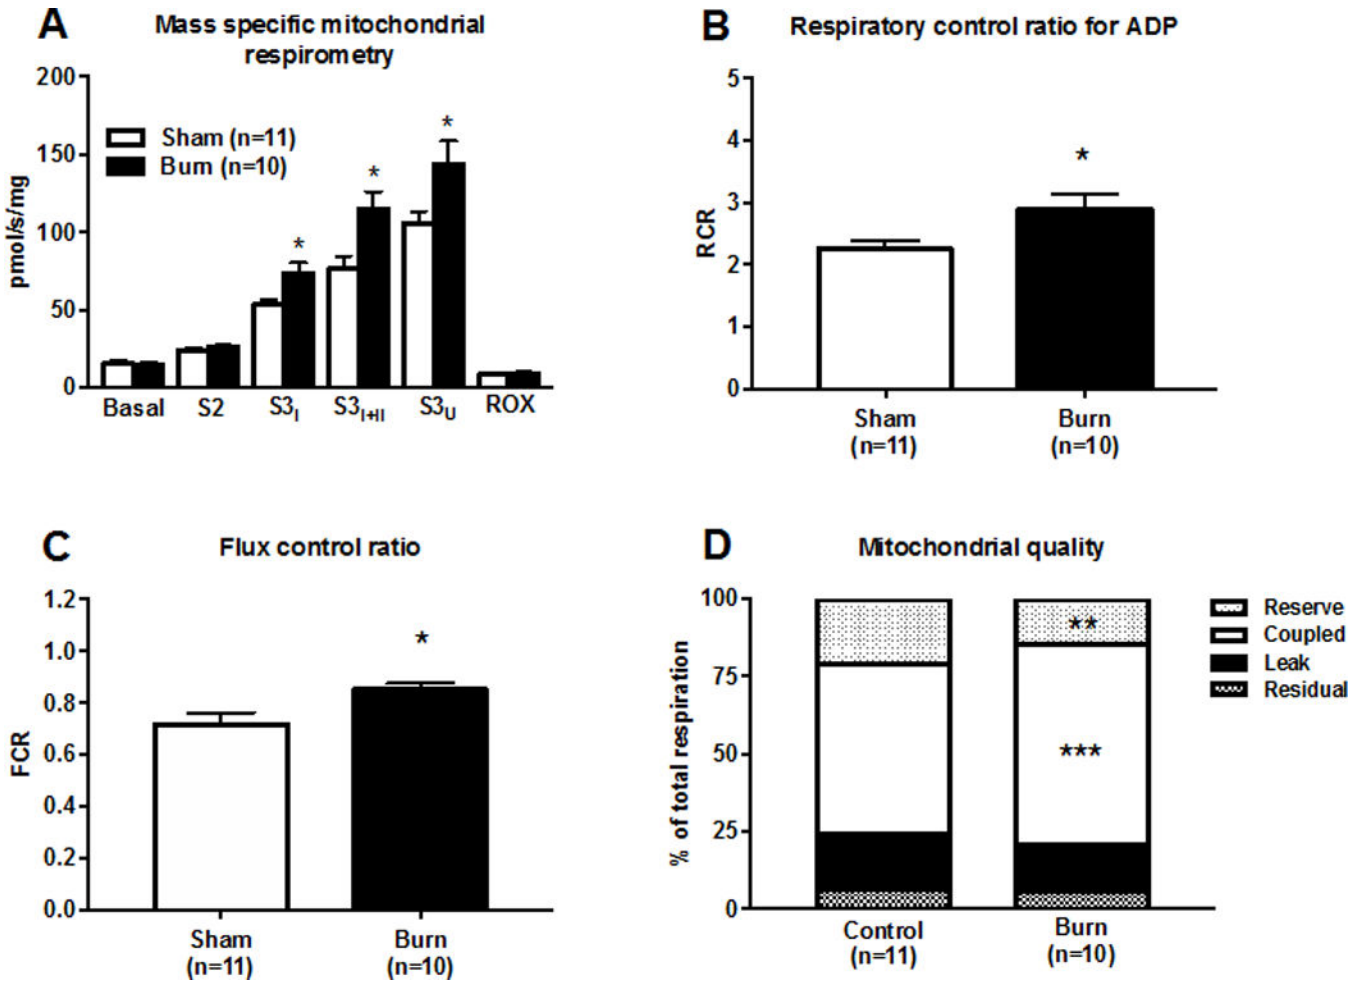 A
Mass specific mitochondrial
respirometry
200
150
100
50
0
pmol/s/mg
Sham (n=11)
Burn (n=10)
*
*
*
Basal
S2
S3I
S3I+II
S3U
ROX
B
Respiratory control ratio for ADP
5
4
3
2
1
0
RCR
*
Sham
(n=11)
Burn
(n=10)
C
Flux control ratio
1.2
1.0
0.8
0.6
0.4
0.2
0.0
FCR
*
Sham
(n=11)
Burn
(n=10)
D
Mitochondrial quality
100
75
50
25
0
% of total respiration
**
***
Reserve
Coupled
Leak
Residual
Control
(n=11)
Burn
(n=10)